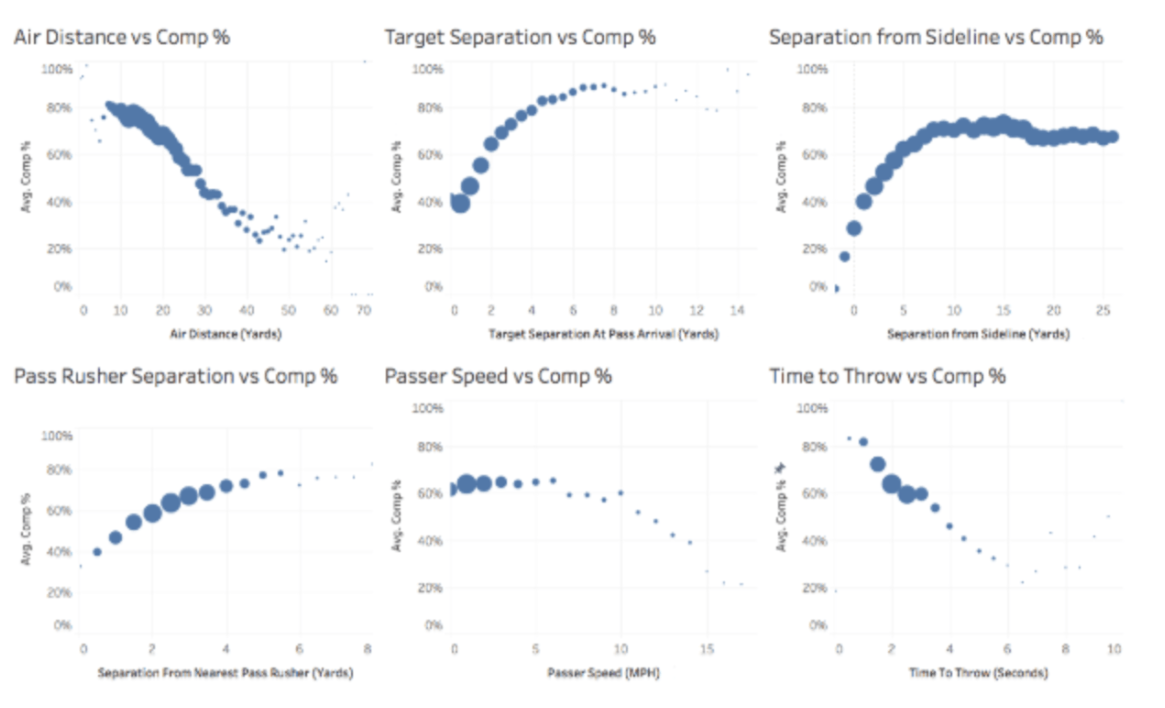 Air Distance vs Comp %
100%
80%
60%
40%
20%
0%
Avg. Comp %
0 10 20 30 40 50 60 70
Air Distance (Yards)
Target Separation vs Comp %
100%
80%
60%
40%
20%
0%
Avg. Comp %
0 2 4 6 8 10 12 14
Target Separation At Pass Arrival (Yards)
Separation from Sideline vs Comp %
100%
80%
60%
40%
20%
0%
Avg. Comp %
0 5 10 15 20 25
Separation from Sideline (Yards)
Pass Rusher Separation vs Comp %
100%
80%
60%
40%
20%
0%
Avg. Comp %
0 2 4 6 8
Separation From Nearest Pass Rusher (Yards)
Passer Speed vs Comp %
100%
80%
60%
40%
20%
0%
Avg. Comp %
0 5 10 15
Passer Speed (MPH)
Time to Throw vs Comp %
100%
80%
60%
40%
20%
0%
Avg. Comp %
0 2 4 6 8 10
Time To Throw (Seconds)